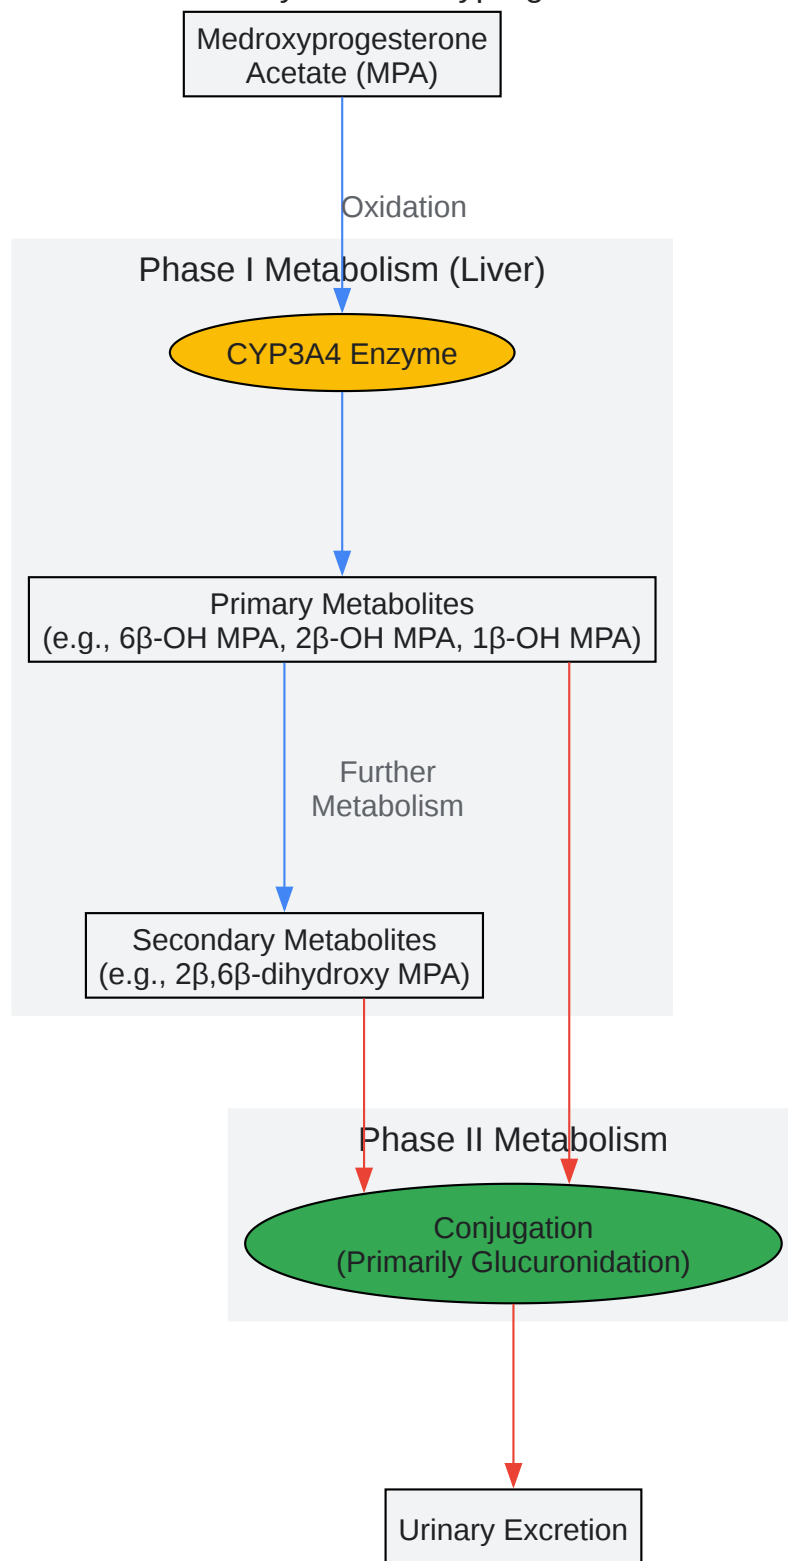 Medroxyprogesterone
Acetate (MPA)
Oxidation
Phase I Metabolism (Liver)
CYP3A4 Enzyme
Primary Metabolites
(e.g., 6β-OH MPA, 2β-OH MPA, 1β-OH MPA)
Further
Metabolism
Secondary Metabolites
(e.g., 2β,6β-dihydroxy MPA)
Phase II Metabolism
Conjugation
(Primarily Glucuronidation)
Urinary Excretion